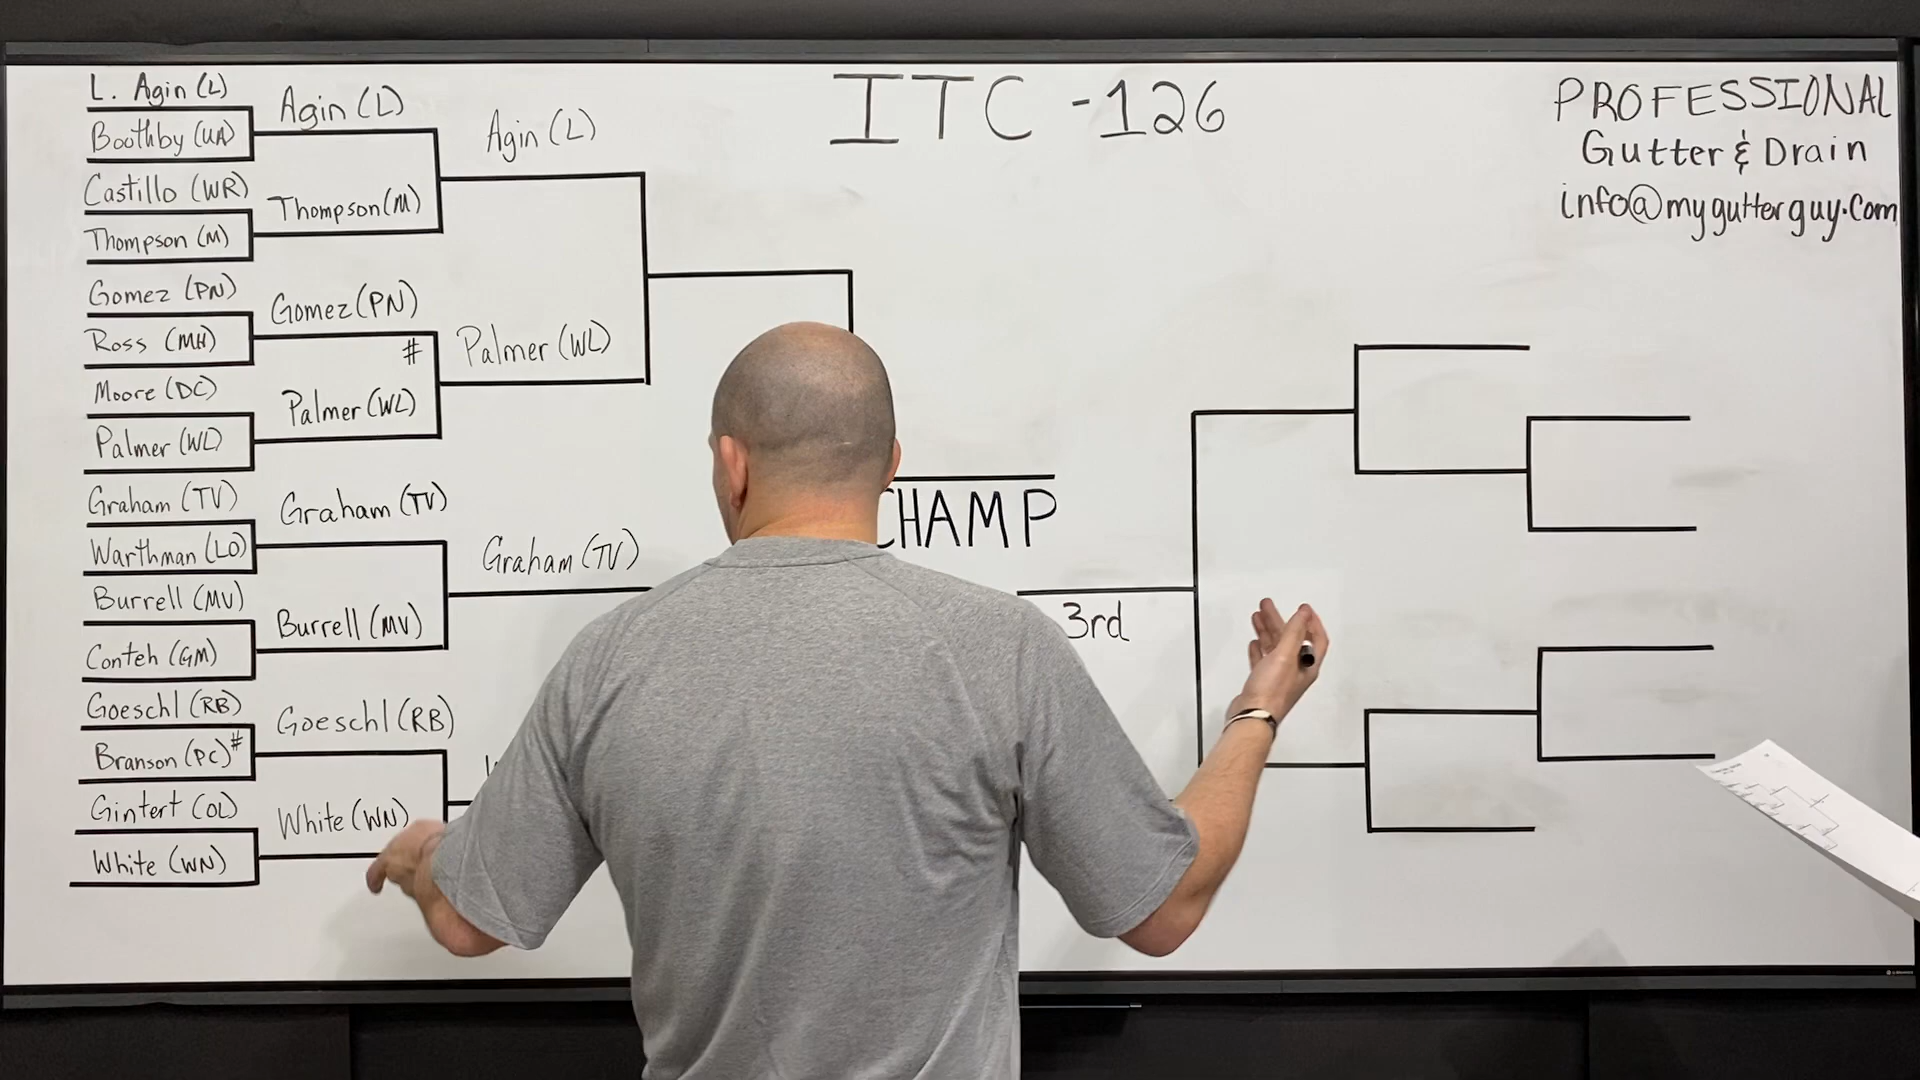 ITC -126
PROFESSIONAL
Gutter & Drain
info@mygutterguy.com
L. Agin (L)
Boothby (UA)
Castillo (WR)
Thompson (M)
Gomez (PN)
Ross (MH)
Moore (DC)
Palmer (WL)
Graham (TV)
Warthman (LO)
Burrell (MV)
Conteh (GM)
Goeschl (RB)
Branson (PC)#
Gintert (OL)
White (WN)
Agin (L)
Thompson (M)
Gomez (PN)
#
Palmer (WL)
Graham (TV)
Burrell (MV)
Goeschl (RB)
White (WN)
Agin (L)
Palmer (WL)
Graham (TV)
CHAMP
3rd